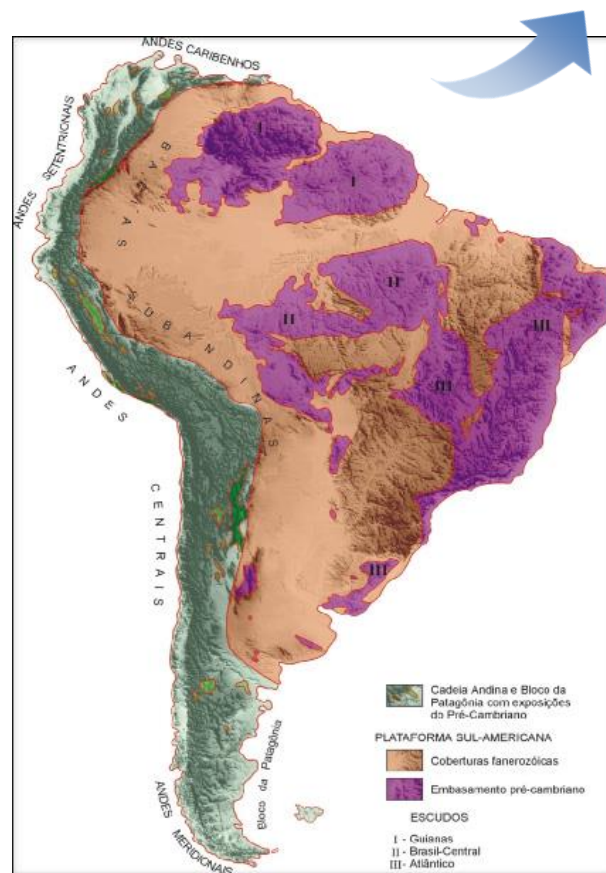 ANDES CARIBENHOS
ANDES SETENTRIONAIS
BACIAS
SUBANDINAS
ANDES
CENTRAIS
I
I
II
II
III
III
III
Bloco da Patagônia
ANDES MERIDIONAIS
Cadeia Andina e Bloco da
Patagônia com exposições
do Pré-Cambriano
PLATAFORMA SUL-AMERICANA
Coberturas fanerozóicas
Embasamento pré-cambriano
ESCUDOS
I - Guianas
II - Brasil-Central
III- Atlântico